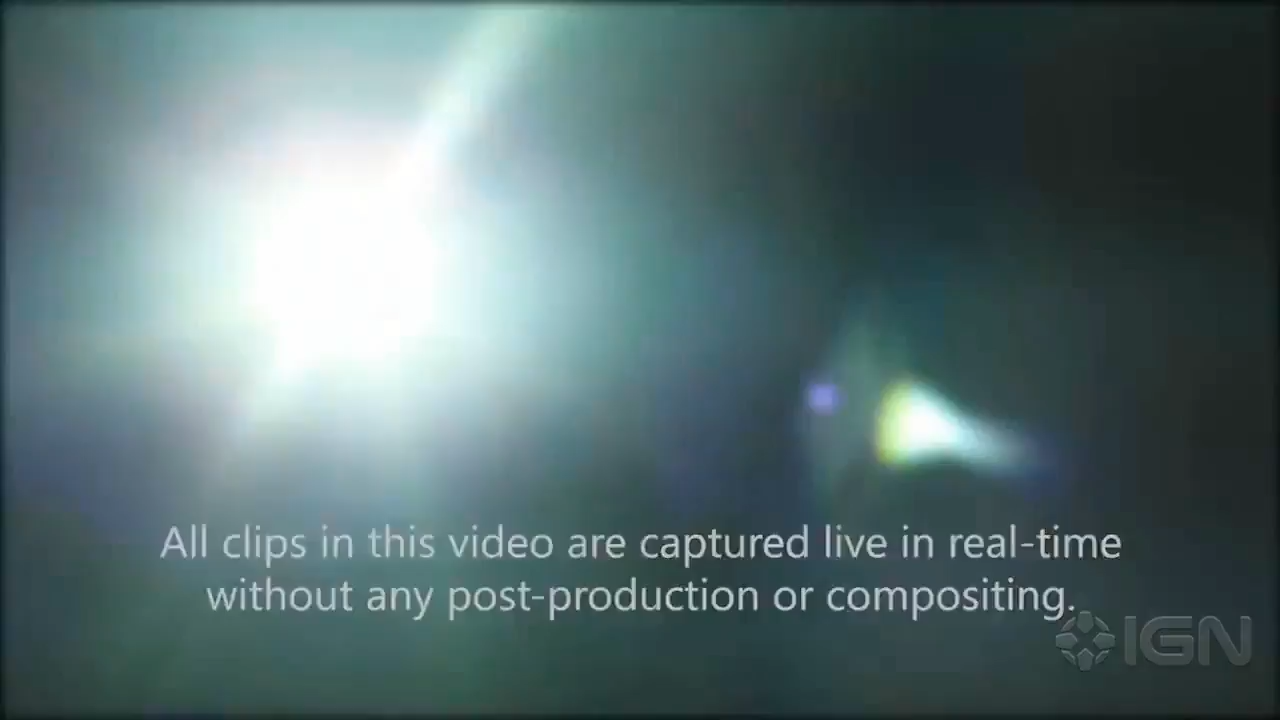 All clips in this video are captured live in real-time
without any post-production or compositing.
IGN